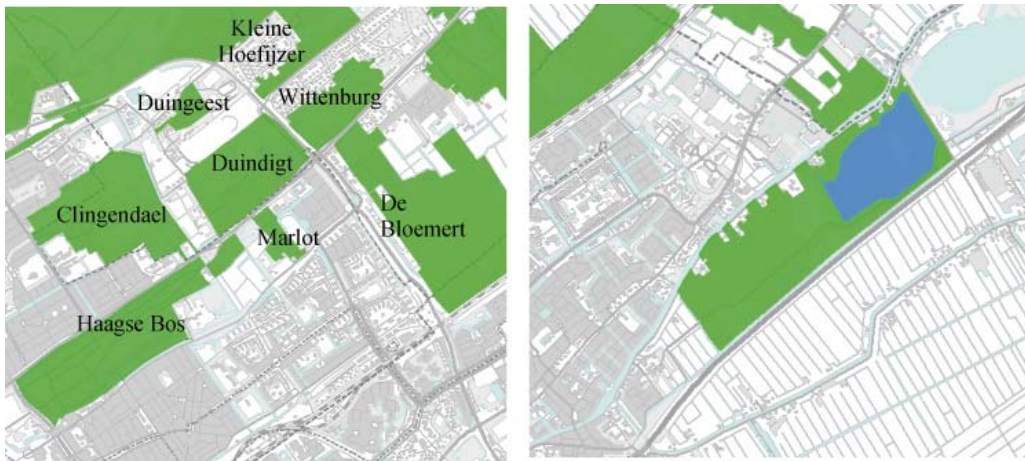 Kleine
Hoefijzer
Duingeest
Wittenburg
Duindigt
Clingendael
De
Bloemert
Marlot
Haagse Bos